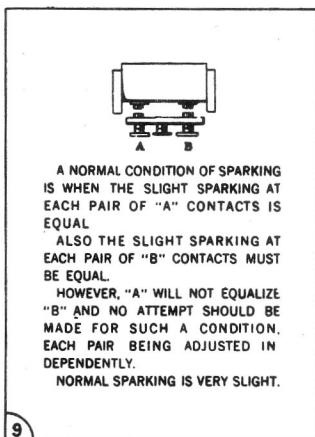 A B
A NORMAL CONDITION OF SPARKING
IS WHEN THE SLIGHT SPARKING AT
EACH PAIR OF "A" CONTACTS IS
EQUAL
ALSO THE SLIGHT SPARKING AT
EACH PAIR OF "B" CONTACTS MUST
BE EQUAL.
HOWEVER, "A" WILL NOT EQUALIZE
"B" AND NO ATTEMPT SHOULD BE
MADE FOR SUCH A CONDITION,
EACH PAIR BEING ADJUSTED IN
DEPENDENTLY.
NORMAL SPARKING IS VERY SLIGHT.
9